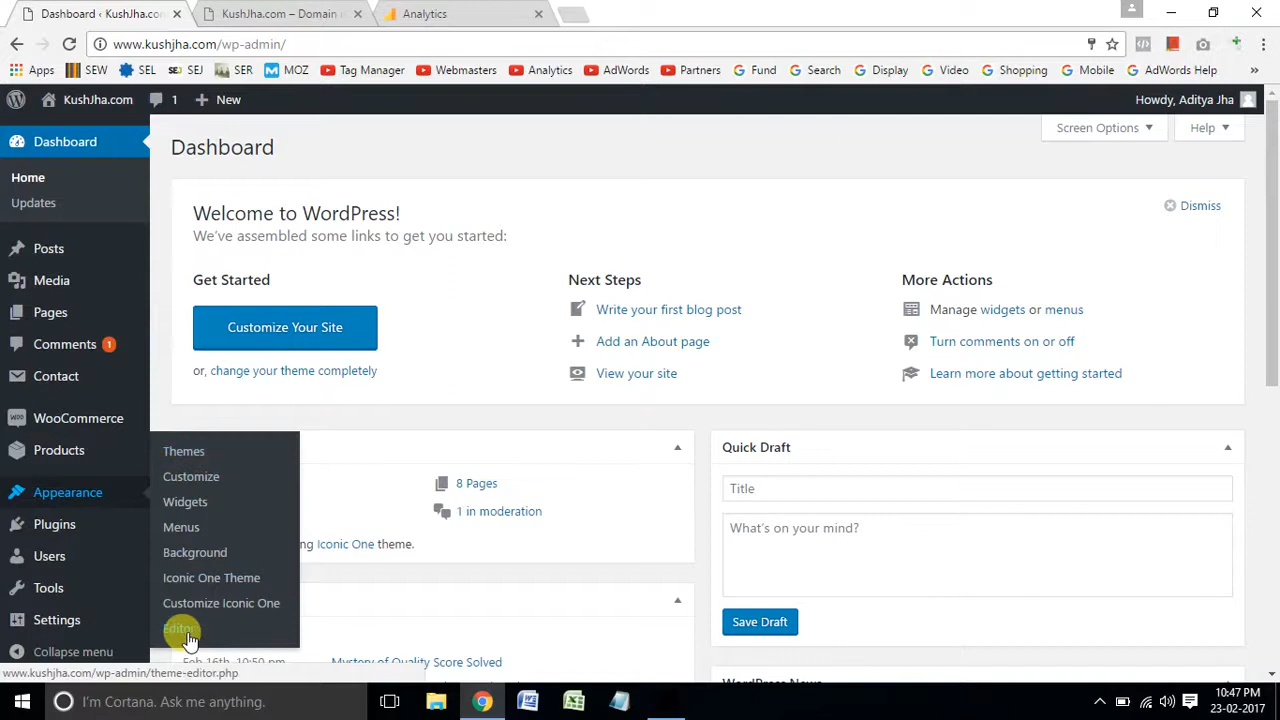 Dashboard ‹ KushJha.com
KushJha.com – Domain
Analytics
www.kushjha.com/wp-admin/
Apps
SEW
SEL
SEJ
SER
MOZ
Tag Manager
Webmasters
Analytics
AdWords
Partners
Fund
Search
Display
Video
Shopping
Mobile
AdWords Help
»
KushJha.com
1
New
Howdy, Aditya Jha
Dashboard
Home
Updates
Posts
Media
Pages
Comments 1
Contact
WooCommerce
Products
Appearance
Plugins
Users
Tools
Settings
Collapse menu
Themes
Customize
Widgets
Menus
Background
Iconic One Theme
Customize Iconic One
Editor
Dashboard
Screen Options
Help
Welcome to WordPress!
Dismiss
We've assembled some links to get you started:
Get Started
Customize Your Site
or, change your theme completely
Next Steps
Write your first blog post
Add an About page
View your site
More Actions
Manage widgets or menus
Turn comments on or off
Learn more about getting started
8 Pages
1 in moderation
ng Iconic One theme.
Feb 16th, 10:50 pm
Mystery of Quality Score Solved
Quick Draft
Title
What's on your mind?
Save Draft
WordPress News
www.kushjha.com/wp-admin/theme-editor.php
I'm Cortana. Ask me anything.
10:47 PM
23-02-2017